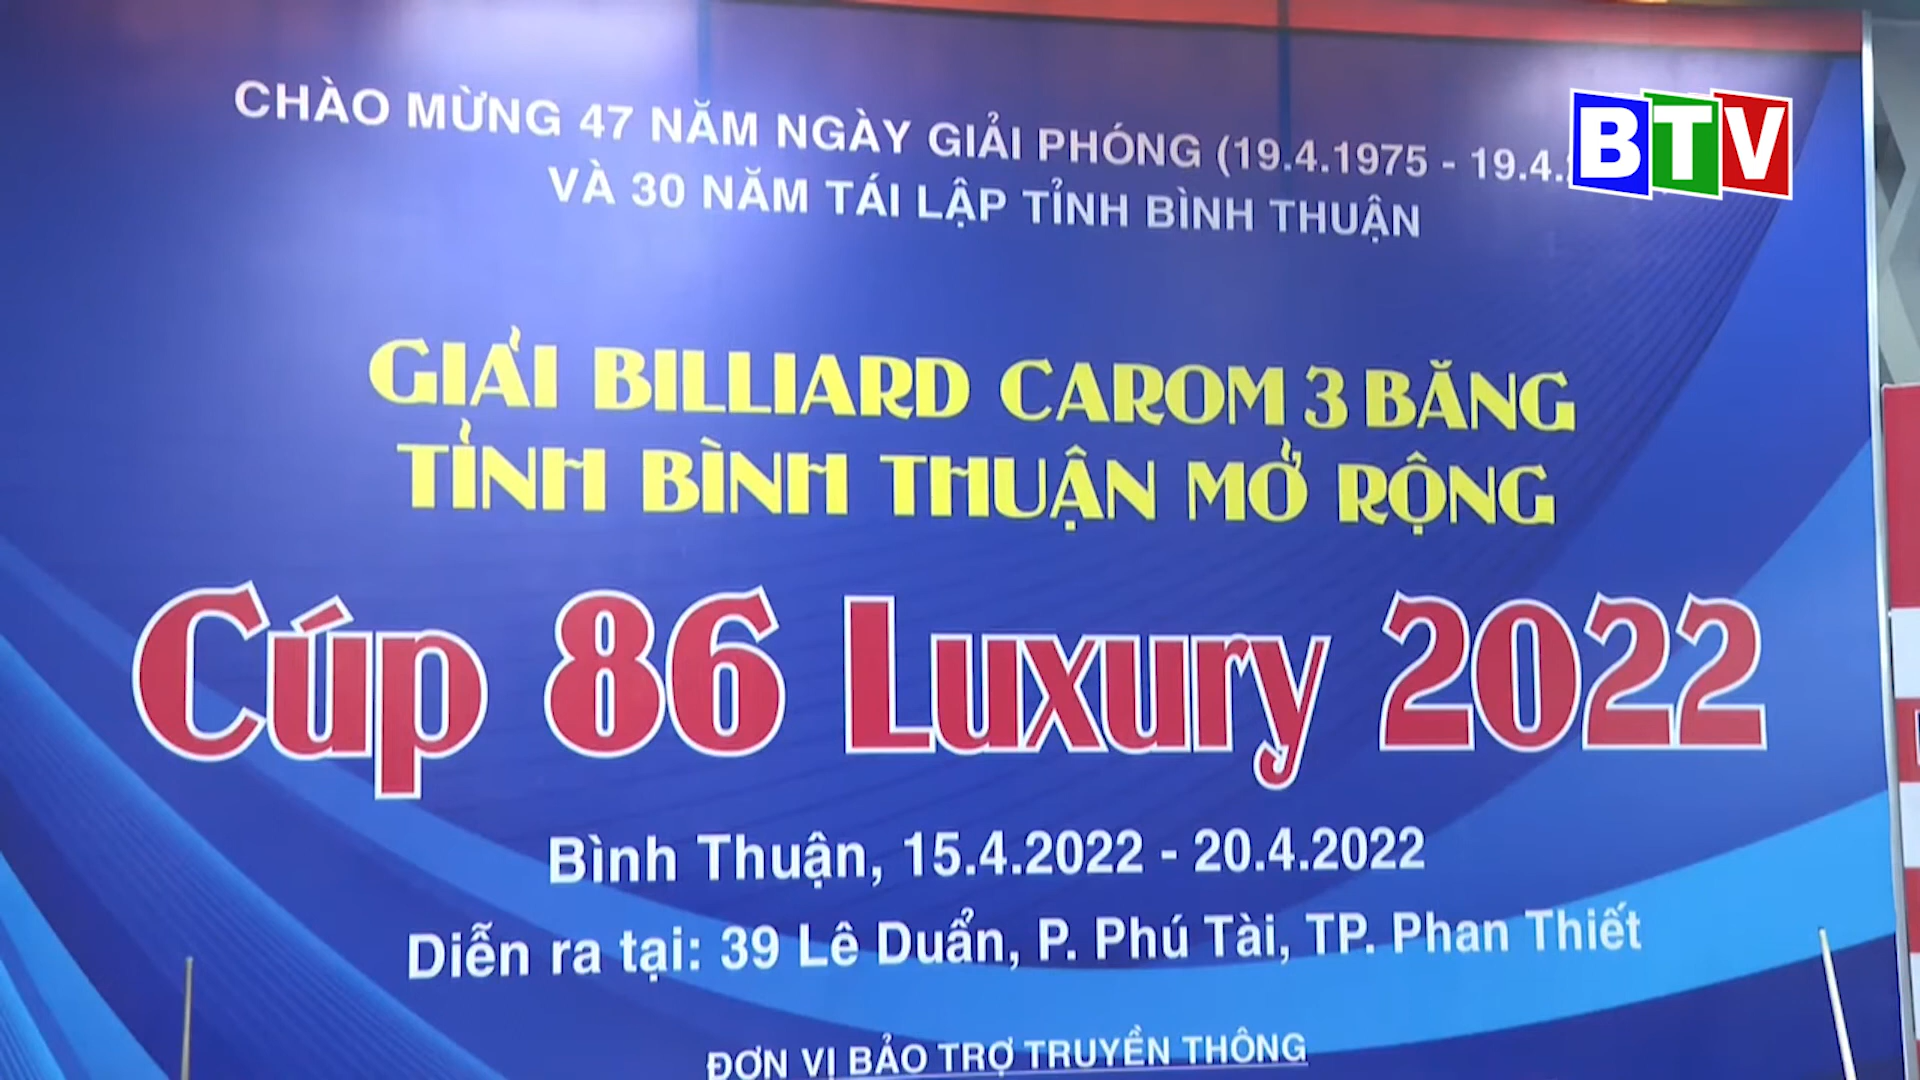 CHÀO MỪNG 47 NĂM NGÀY GIẢI PHÓNG (19.4.1975 - 19.4.
BTV
VÀ 30 NĂM TÁI LẬP TỈNH BÌNH THUẬN
GIẢI BILLIARD CAROM 3 BĂNG
TỈNH BÌNH THUẬN MỞ RỘNG
Cúp 86 Luxury 2022
Bình Thuận, 15.4.2022 - 20.4.2022
Diễn ra tại: 39 Lê Duẩn, P. Phú Tài, TP. Phan Thiết
ĐƠN VỊ BẢO TRỢ TRUYỀN THÔNG